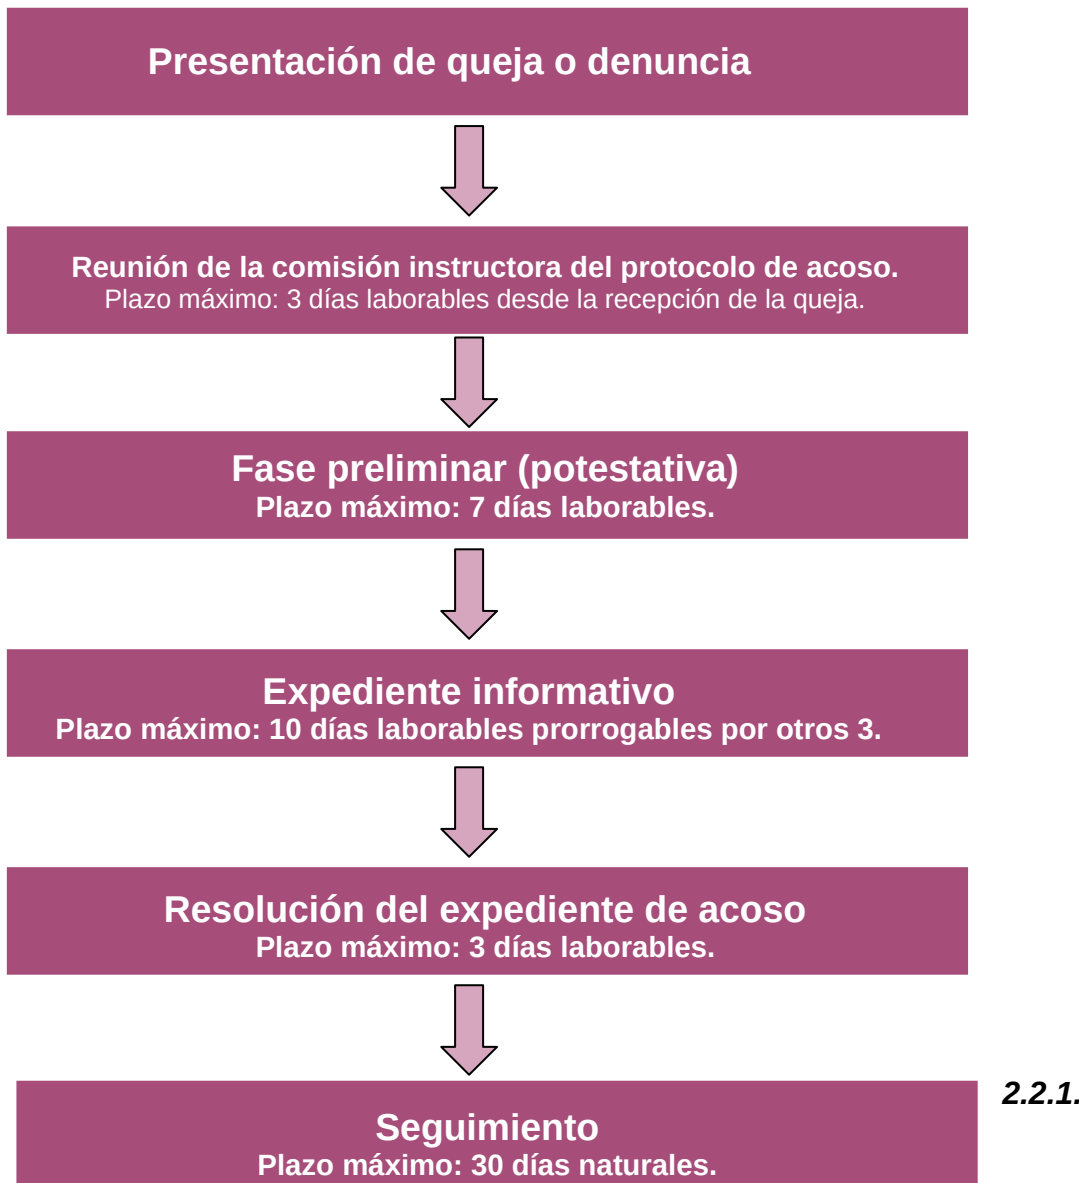 Presentación de queja o denuncia
Reunión de la comisión instructora del protocolo de acoso.
Plazo máximo: 3 días laborables desde la recepción de la queja.
Fase preliminar (potestativa)
Plazo máximo: 7 días laborables.
Expediente informativo
Plazo máximo: 10 días laborables prorrogables por otros 3.
Resolución del expediente de acoso
Plazo máximo: 3 días laborables.
2.2.1.
Seguimiento
Plazo máximo: 30 días naturales.